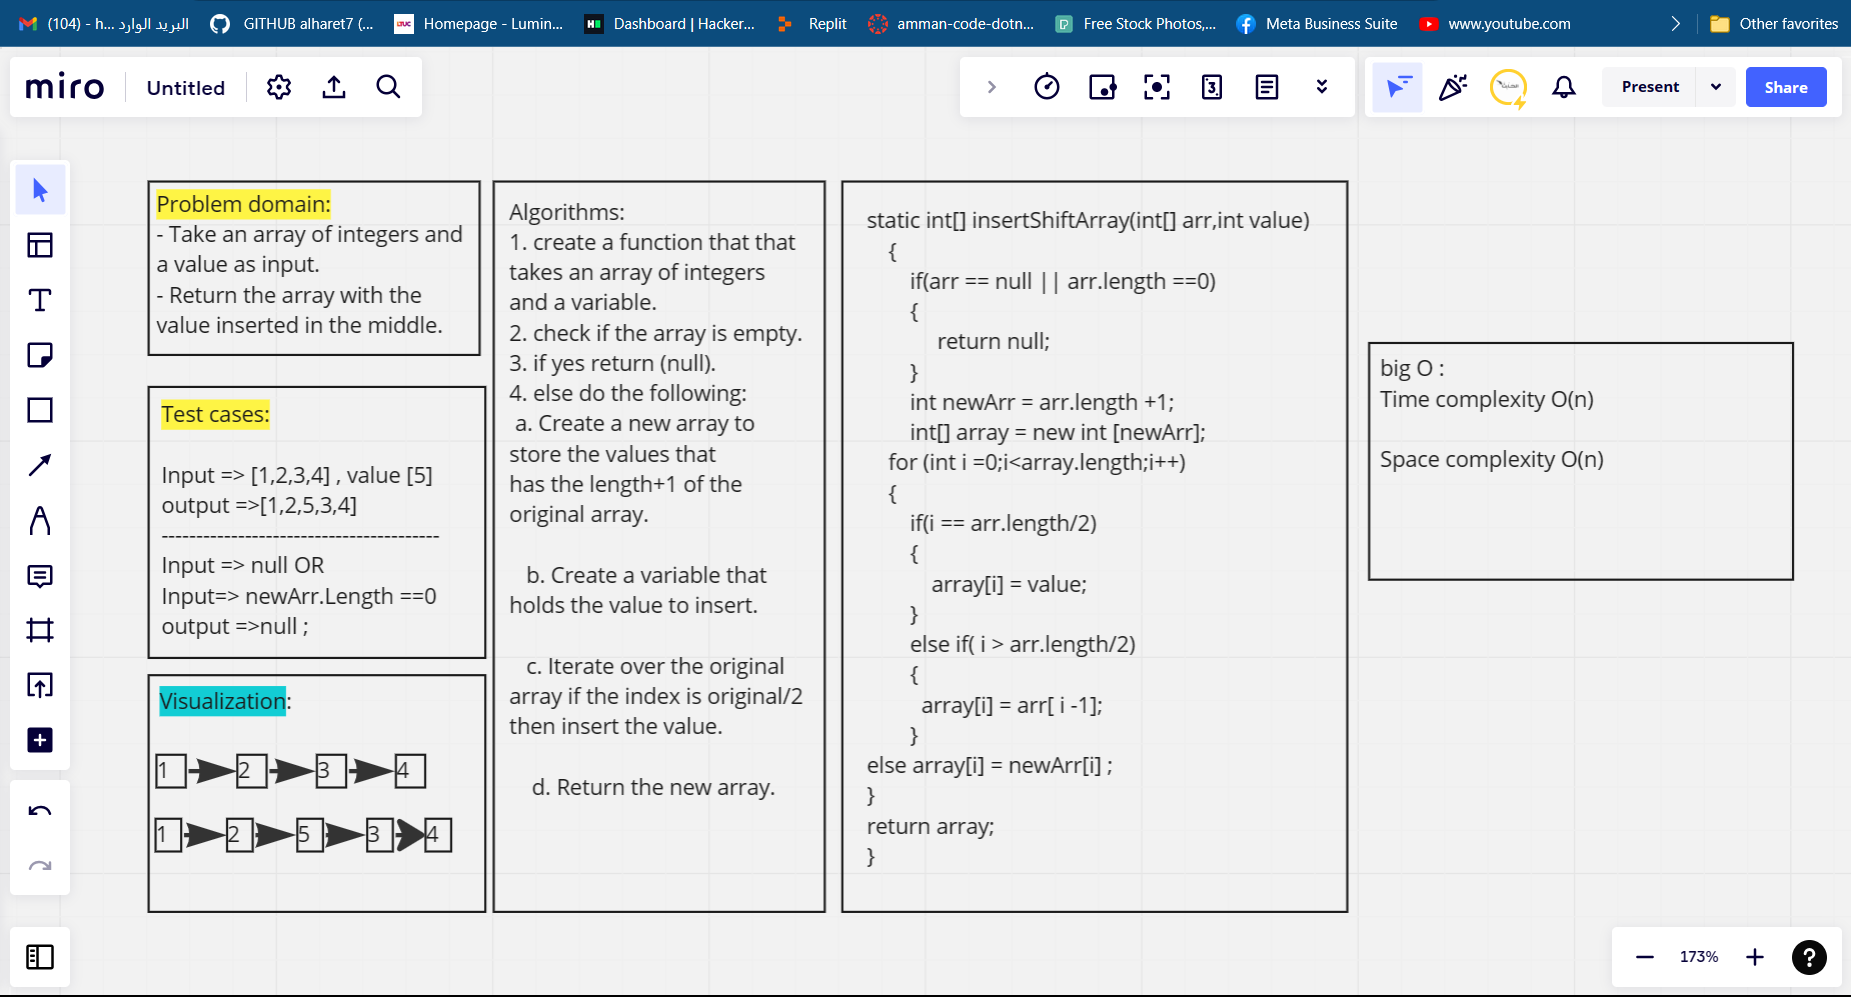 (104) - h... البريد الوارد
GITHUB alharet7 (...
LTUC
Homepage - Lumin...
Dashboard | Hacker...
Replit
amman-code-dotn...
Free Stock Photos,...
Meta Business Suite
www.youtube.com
Other favorites
miro
Untitled
3
Present
Share
Problem domain:
- Take an array of integers and
a value as input.
- Return the array with the
value inserted in the middle.
Test cases:
Input => [1,2,3,4] , value [5]
output =>[1,2,5,3,4]
----------------------------------------
Input => null OR
Input=> newArr.Length ==0
output =>null ;
Visualization:
1 2 3 4
1 2 5 3 4
Algorithms:
1. create a function that that
takes an array of integers
and a variable.
2. check if the array is empty.
3. if yes return (null).
4. else do the following:
a. Create a new array to
store the values that
has the length+1 of the
original array.
b. Create a variable that
holds the value to insert.
c. Iterate over the original
array if the index is original/2
then insert the value.
d. Return the new array.
static int[] insertShiftArray(int[] arr,int value)
{
if(arr == null || arr.length ==0)
{
return null;
}
int newArr = arr.length +1;
int[] array = new int [newArr];
for (int i =0;i<array.length;i++)
{
if(i == arr.length/2)
{
array[i] = value;
}
else if( i > arr.length/2)
{
array[i] = arr[ i -1];
}
else array[i] = newArr[i] ;
}
return array;
}
big O :
Time complexity O(n)
Space complexity O(n)
173%
?